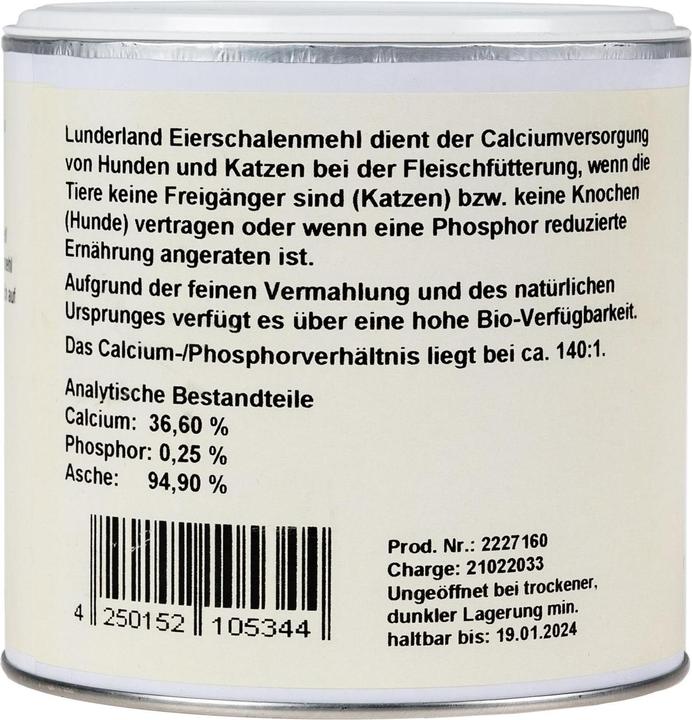 Lunderland Eierschalenmehl dient der Calciumversorgung
von Hunden und Katzen bei der Fleischfütterung, wenn die
Tiere keine Freigänger sind (Katzen) bzw. keine Knochen
(Hunde) vertragen oder wenn eine Phosphor reduzierte
Ernährung angeraten ist.
Aufgrund der feinen Vermahlung und des natürlichen
Ursprunges verfügt es über eine hohe Bio-Verfügbarkeit.
Das Calcium-/Phosphorverhältnis liegt bei ca. 140:1.
Analytische Bestandteile
Calcium: 36,60 %
Phosphor: 0,25 %
Asche: 94,90 %
4 250152 105344
Prod. Nr.: 2227160
Charge: 21022033
Ungeöffnet bei trockener,
dunkler Lagerung min.
haltbar bis: 19.01.2024